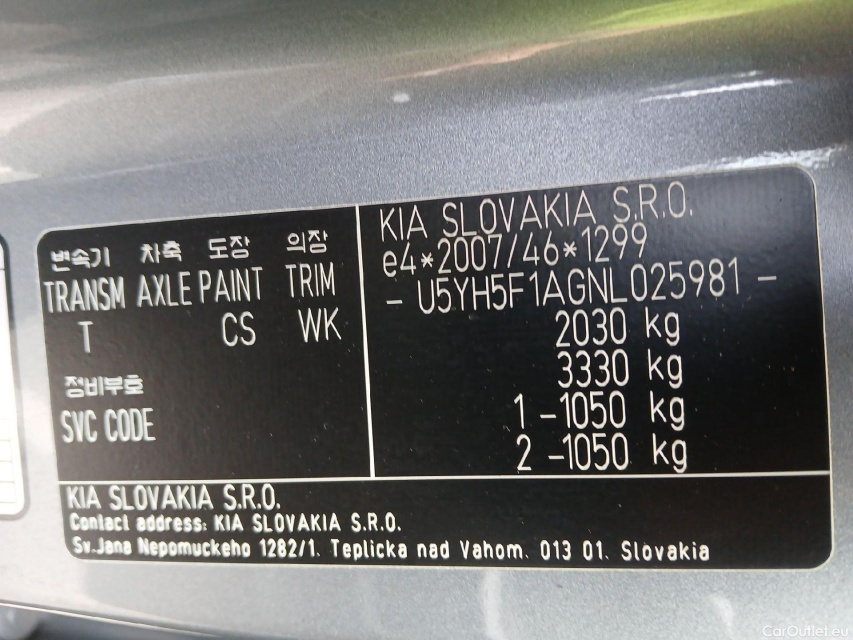 변속기 차축 도장 의장
TRANSM AXLE PAINT TRIM
T CS WK
정비부호
SVC CODE
KIA SLOVAKIA S.R.O.
e4*2007/46*1299
- U5YH5F1AGNL025981 -
2030 kg
3330 kg
1 -1050 kg
2 -1050 kg
KIA SLOVAKIA S.R.O.
Contact address: KIA SLOVAKIA S.R.O.
Sv.Jana Nepomuckeho 1282/1. Teplicka nad Vahom. 013 01. Slovakia
CarOutlet.eu